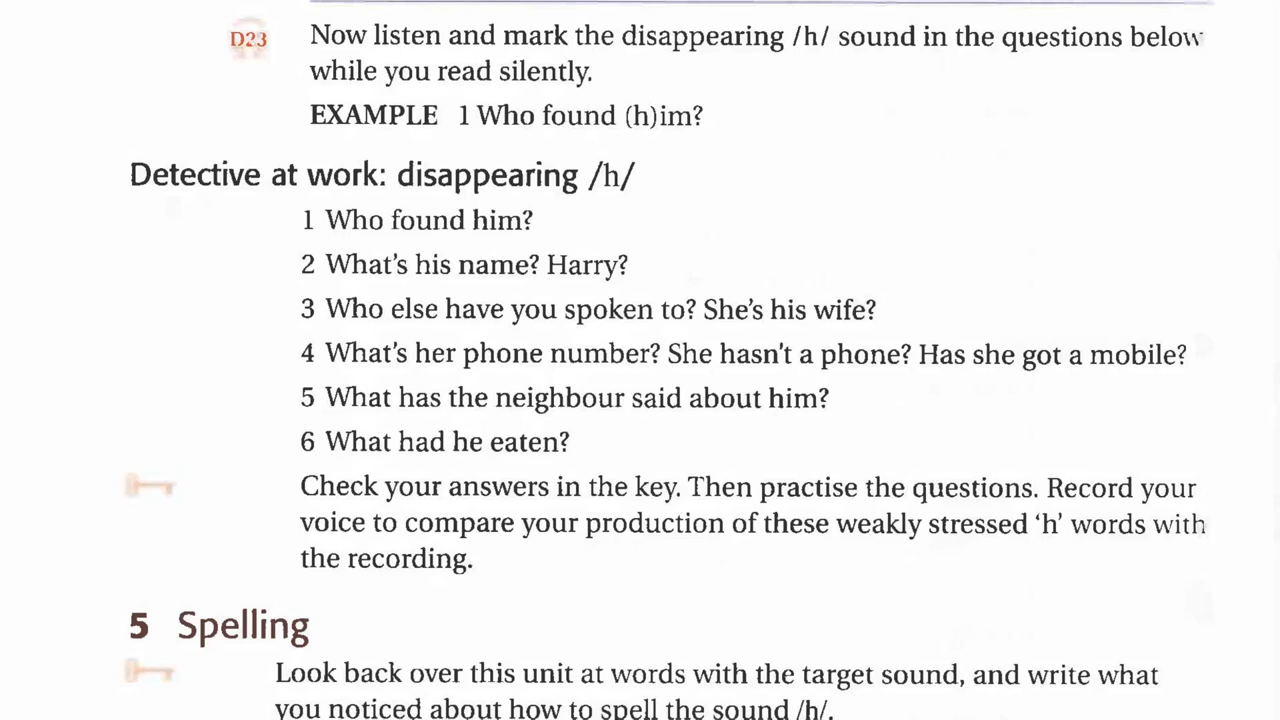 D23
Now listen and mark the disappearing /h/ sound in the questions below
while you read silently.
EXAMPLE 1 Who found (h)im?
Detective at work: disappearing /h/
1 Who found him?
2 What's his name? Harry?
3 Who else have you spoken to? She's his wife?
4 What's her phone number? She hasn't a phone? Has she got a mobile?
5 What has the neighbour said about him?
6 What had he eaten?
Check your answers in the key. Then practise the questions. Record your
voice to compare your production of these weakly stressed ‘h’ words with
the recording.
5 Spelling
Look back over this unit at words with the target sound, and write what
you noticed about how to spell the sound /h/.